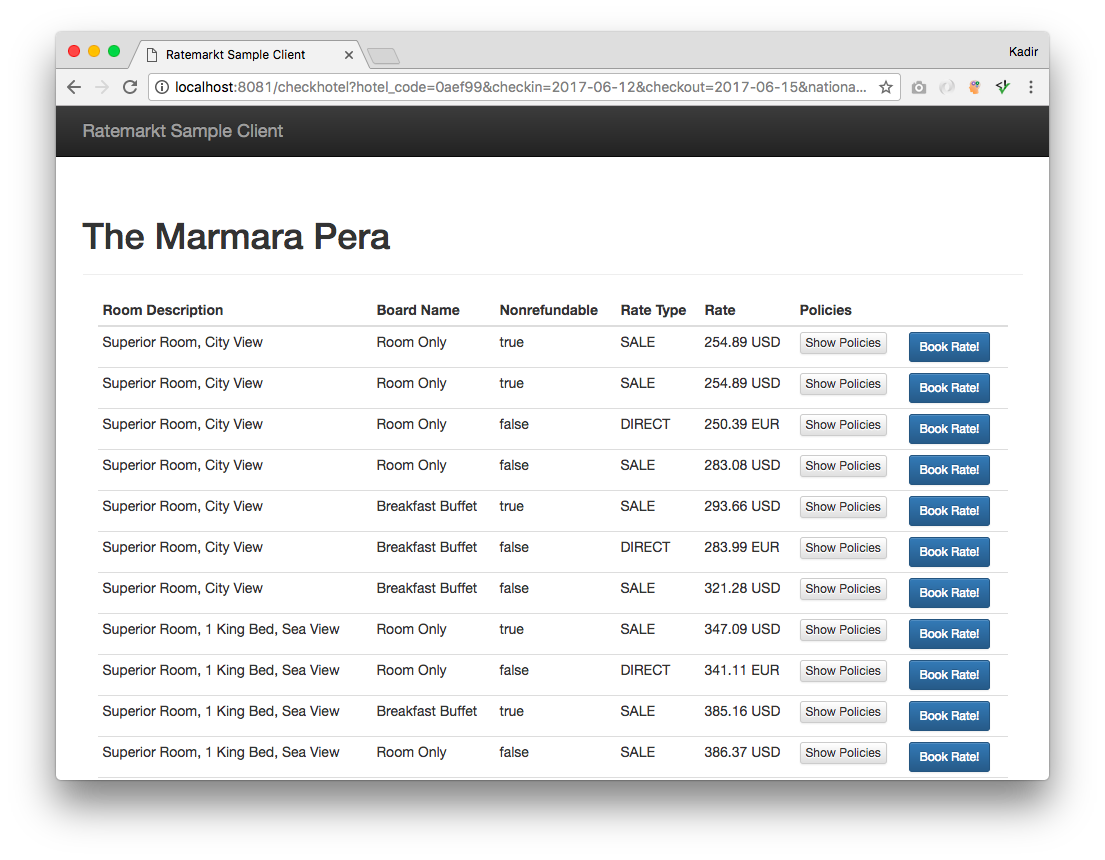 Ratemarkt Sample Client
Kadir
localhost:8081/checkhotel?hotel_code=0aef99&checkin=2017-06-12&checkout=2017-06-15&nationa...
Ratemarkt Sample Client
The Marmara Pera
Room Description Board Name Nonrefundable Rate Type Rate Policies
Superior Room, City View Room Only true SALE 254.89 USD Show Policies Book Rate!
Superior Room, City View Room Only true SALE 254.89 USD Show Policies Book Rate!
Superior Room, City View Room Only false DIRECT 250.39 EUR Show Policies Book Rate!
Superior Room, City View Room Only false SALE 283.08 USD Show Policies Book Rate!
Superior Room, City View Breakfast Buffet true SALE 293.66 USD Show Policies Book Rate!
Superior Room, City View Breakfast Buffet false DIRECT 283.99 EUR Show Policies Book Rate!
Superior Room, City View Breakfast Buffet false SALE 321.28 USD Show Policies Book Rate!
Superior Room, 1 King Bed, Sea View Room Only true SALE 347.09 USD Show Policies Book Rate!
Superior Room, 1 King Bed, Sea View Room Only false DIRECT 341.11 EUR Show Policies Book Rate!
Superior Room, 1 King Bed, Sea View Breakfast Buffet true SALE 385.16 USD Show Policies Book Rate!
Superior Room, 1 King Bed, Sea View Room Only false SALE 386.37 USD Show Policies Book Rate!